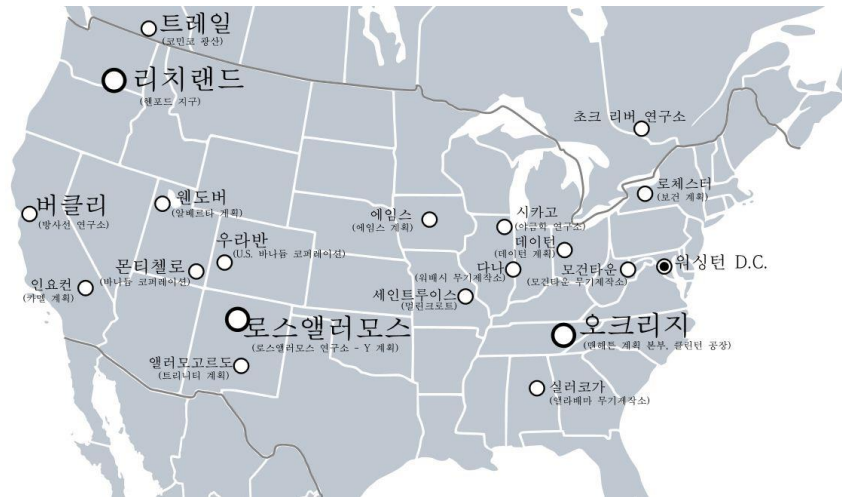 트레일
(코민코 광산)
리치랜드
(핸포드 지구)
초크 리버 연구소
로체스터
(보건 계획)
버클리
(방사선 연구소)
웬도버
(알베르타 계획)
에임스
(에임스 계획)
시카고
(야금학 연구소)
데이턴
(데이턴 계획)
우라반
(U.S. 바나듐 코퍼레이션)
몬티첼로
(바나듐 코퍼레이션)
다나
(워배시 무기제작소)
모건타운
(모건타운 무기제작소)
워싱턴 D.C.
인요컨
(카멜 계획)
세인트루이스
(멀린크로트)
로스앨러모스
(로스앨러모스 연구소 - Y 계획)
오크리지
(맨해튼 계획 본부, 클린턴 공장)
앨러모고르도
(트리니티 계획)
실러코가
(앨라배마 무기제작소)